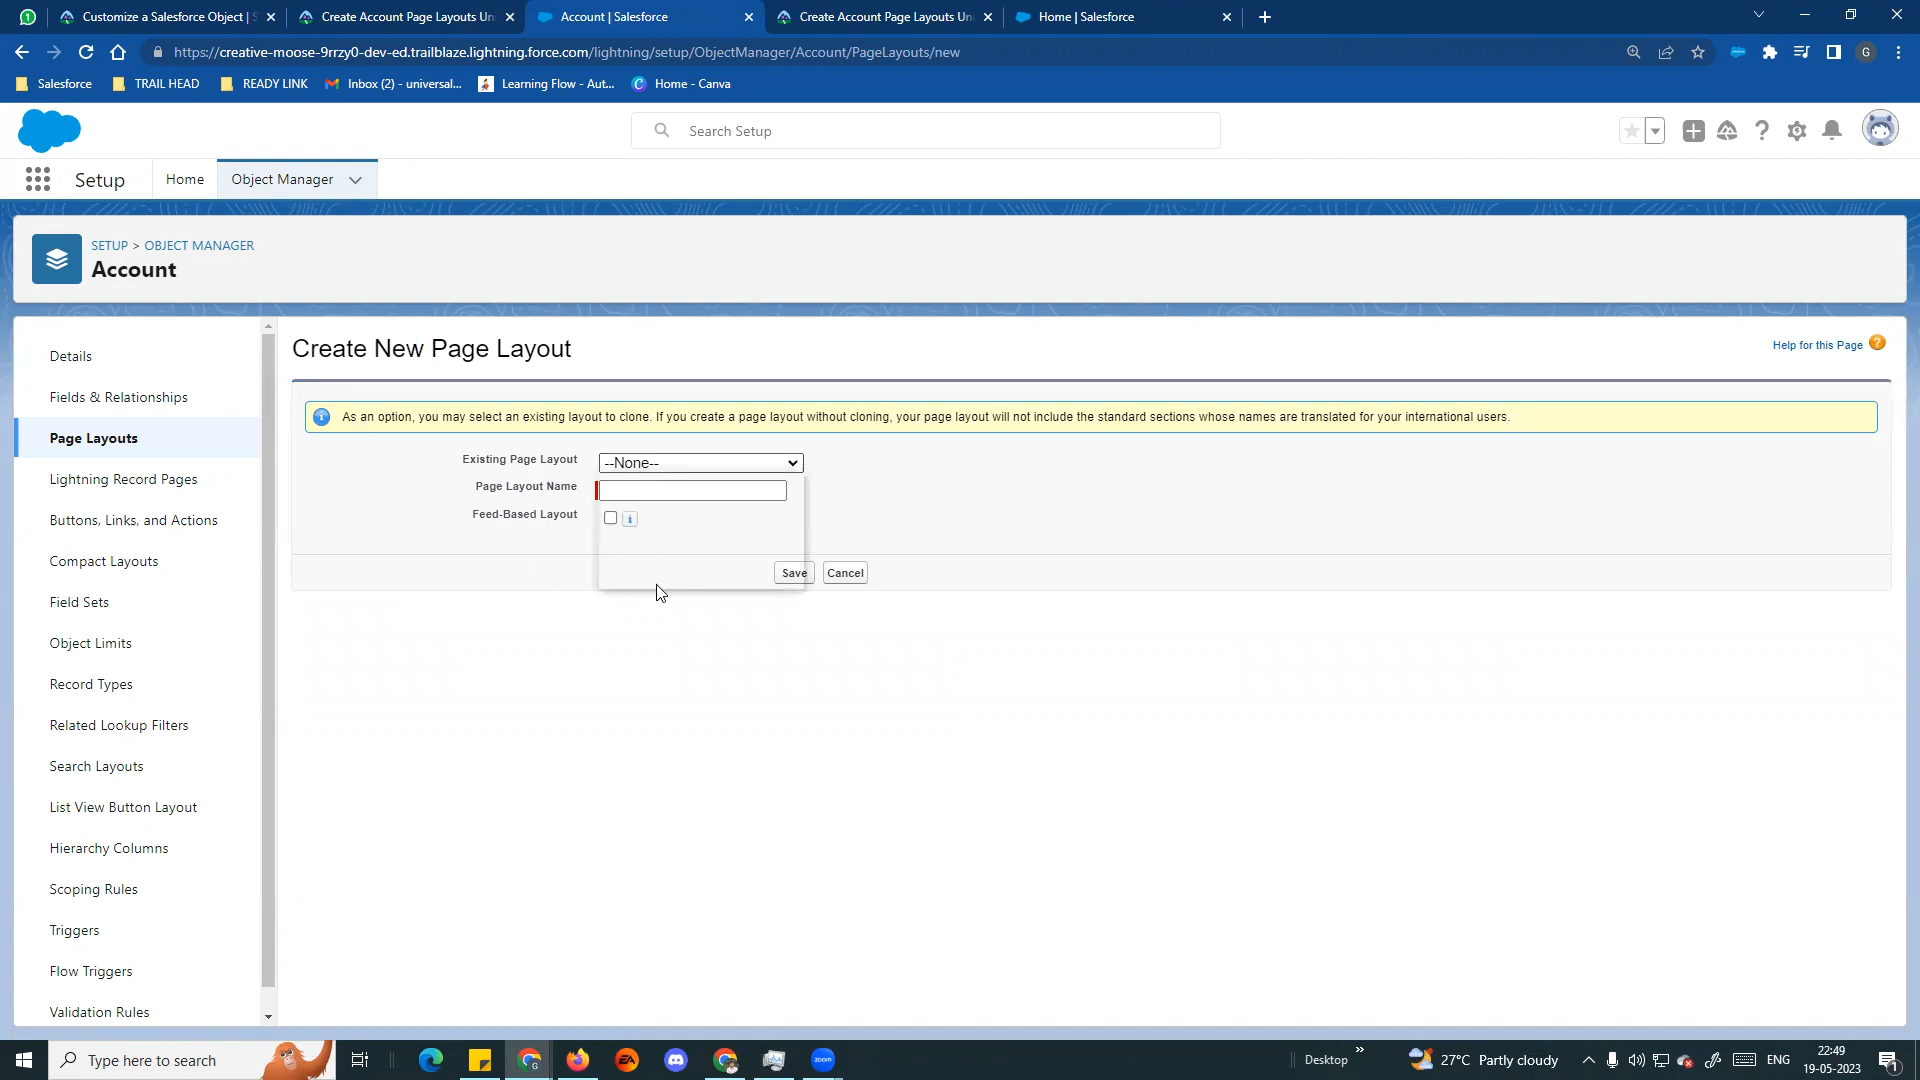 Customize a Salesforce Object | S
Create Account Page Layouts Uni
Account | Salesforce
Create Account Page Layouts Uni
Home | Salesforce
https://creative-moose-9rrzy0-dev-ed.trailblaze.lightning.force.com/lightning/setup/ObjectManager/Account/PageLayouts/new
G
Salesforce
TRAIL HEAD
READY LINK
Inbox (2) - universal...
Learning Flow - Aut...
Home - Canva
Search Setup
Setup
Home
Object Manager
SETUP > OBJECT MANAGER
Account
Details
Fields & Relationships
Page Layouts
Lightning Record Pages
Buttons, Links, and Actions
Compact Layouts
Field Sets
Object Limits
Record Types
Related Lookup Filters
Search Layouts
List View Button Layout
Hierarchy Columns
Scoping Rules
Triggers
Flow Triggers
Validation Rules
Create New Page Layout
Help for this Page
As an option, you may select an existing layout to clone. If you create a page layout without cloning, your page layout will not include the standard sections whose names are translated for your international users.
Existing Page Layout
--None--
Page Layout Name
Feed-Based Layout
Save
Cancel
Type here to search
EA
zoom
Desktop
27°C Partly cloudy
ENG
22:49
19-05-2023
1